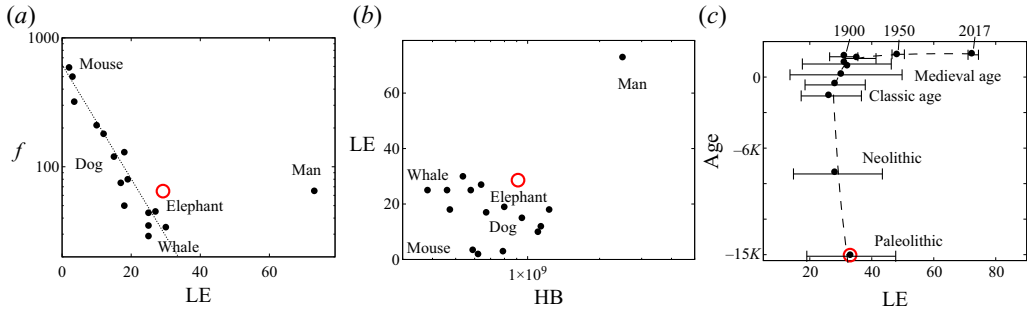 (a)
1000
100
f
Mouse
Dog
Man
Elephant
Whale
0
20
40
60
80
LE
(b)
60
40
20
0
LE
Man
Whale
Elephant
Dog
Mouse
1×10⁹
HB
(c)
1900
1950
2017
0
−6K
−15K
Age
Medieval age
Classic age
Neolithic
Paleolithic
20
40
60
80
LE